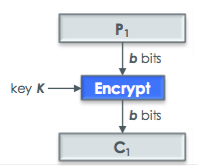 P₁
b bits
key K
Encrypt
b bits
C₁